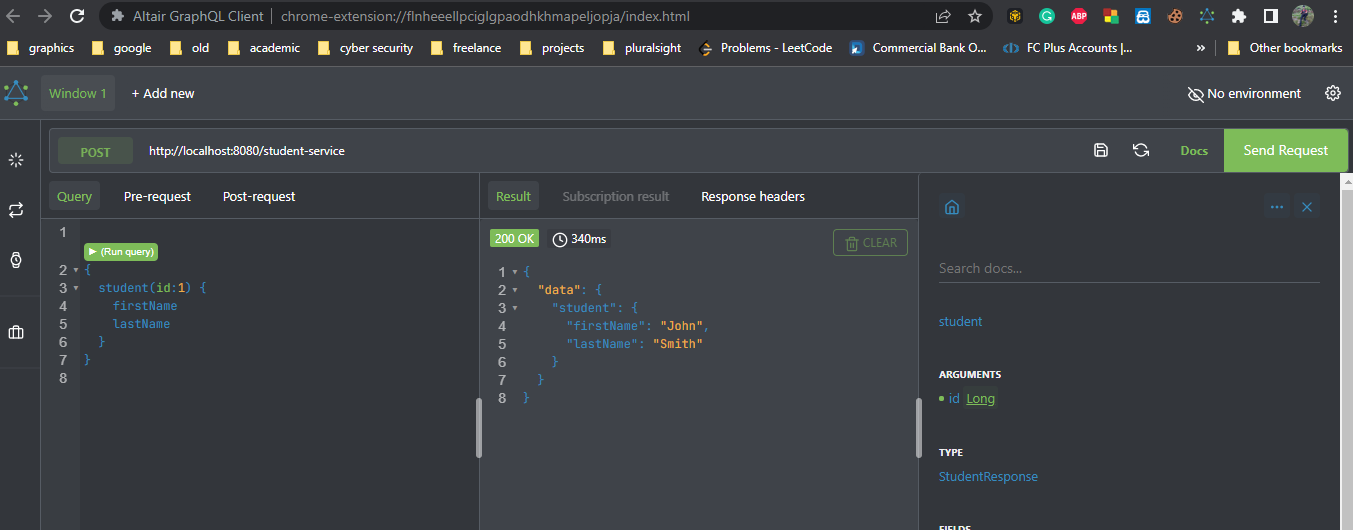 Altair GraphQL Client | chrome-extension://flnheeellpciglgpaodhkhmapeljopja/index.html
ABP
graphics google old academic cyber security freelance projects pluralsight Problems - LeetCode Commercial Bank O... FC Plus Accounts |... » Other bookmarks
Window 1 + Add new No environment
POST http://localhost:8080/student-service Docs Send Request
Query Pre-request Post-request Result Subscription result Response headers
1
▶ (Run query)
2 {
3 student(id:1) {
4 firstName
5 lastName
6 }
7 }
8
200 OK 340ms CLEAR
1 {
2 "data": {
3 "student": {
4 "firstName": "John",
5 "lastName": "Smith"
6 }
7 }
8 }
Search docs...
student
ARGUMENTS
id Long
TYPE
StudentResponse
FIELDS